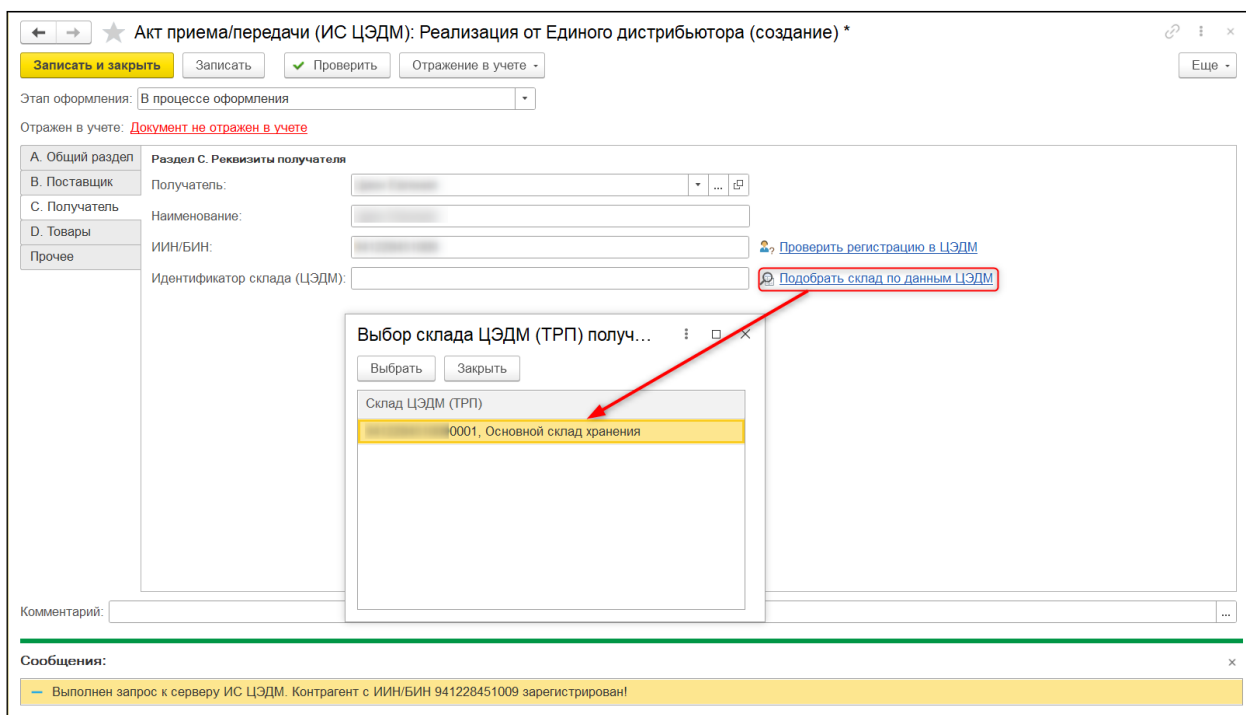 Акт приема/передачи (ИС ЦЭДМ): Реализация от Единого дистрибьютора (создание) *
Записать и закрыть Записать Проверить Отражение в учете Еще
Этап оформления: В процессе оформления
Отражен в учете: Документ не отражен в учете
A. Общий раздел Раздел C. Реквизиты получателя
B. Поставщик Получатель:
C. Получатель Наименование:
D. Товары ИИН/БИН: Проверить регистрацию в ЦЭДМ
Прочее
Идентификатор склада (ЦЭДМ): Подобрать склад по данным ЦЭДМ
Выбор склада ЦЭДМ (ТРП) получ...
Выбрать Закрыть
Склад ЦЭДМ (ТРП)
0001, Основной склад хранения
Комментарий: ...
Сообщения:
Выполнен запрос к серверу ИС ЦЭДМ. Контрагент с ИИН/БИН 941228451009 зарегистрирован!